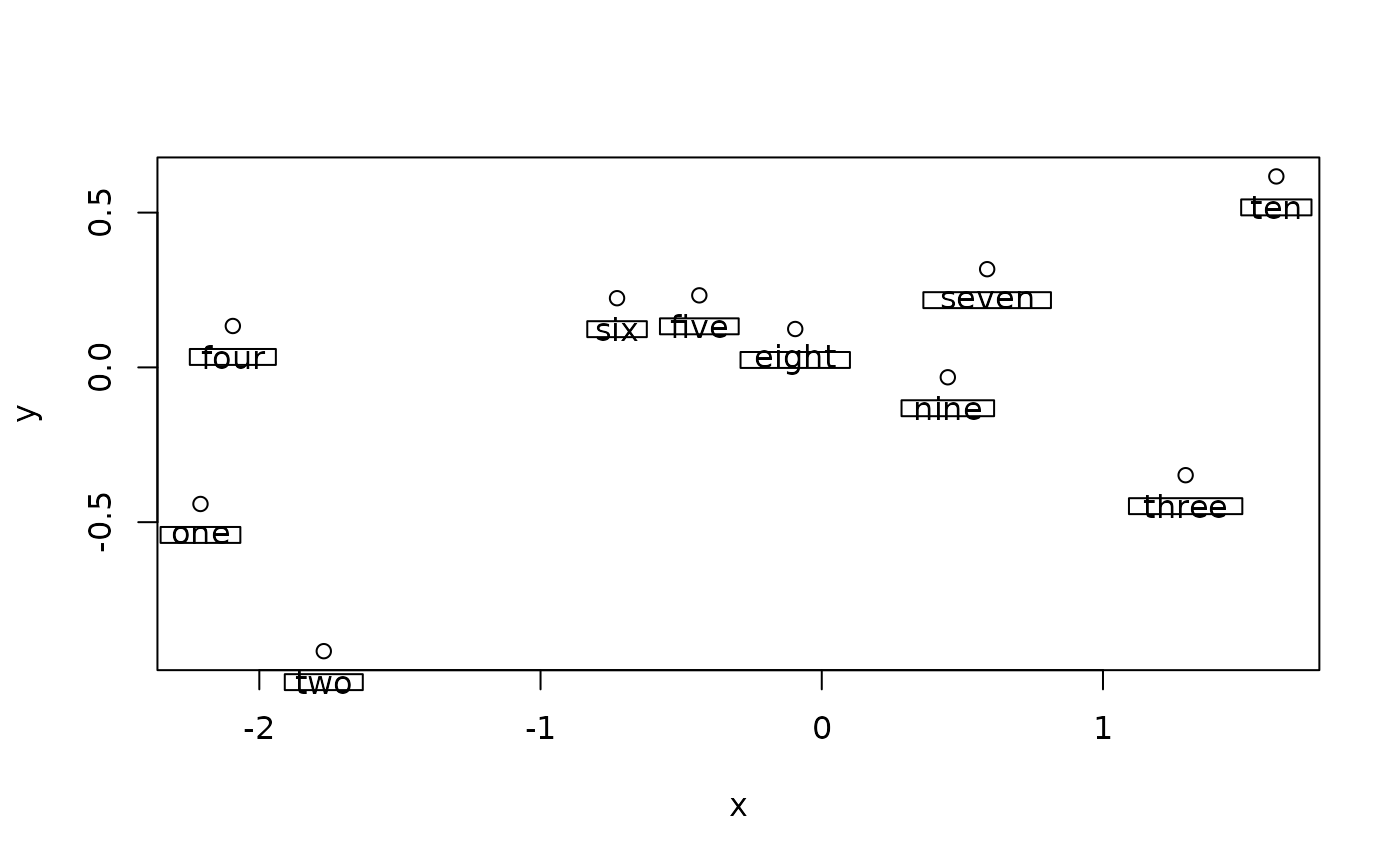 0.5
0.0
-0.5
y
ten
seven
six
five
eight
four
nine
three
one
two
-2
-1
0
1
x